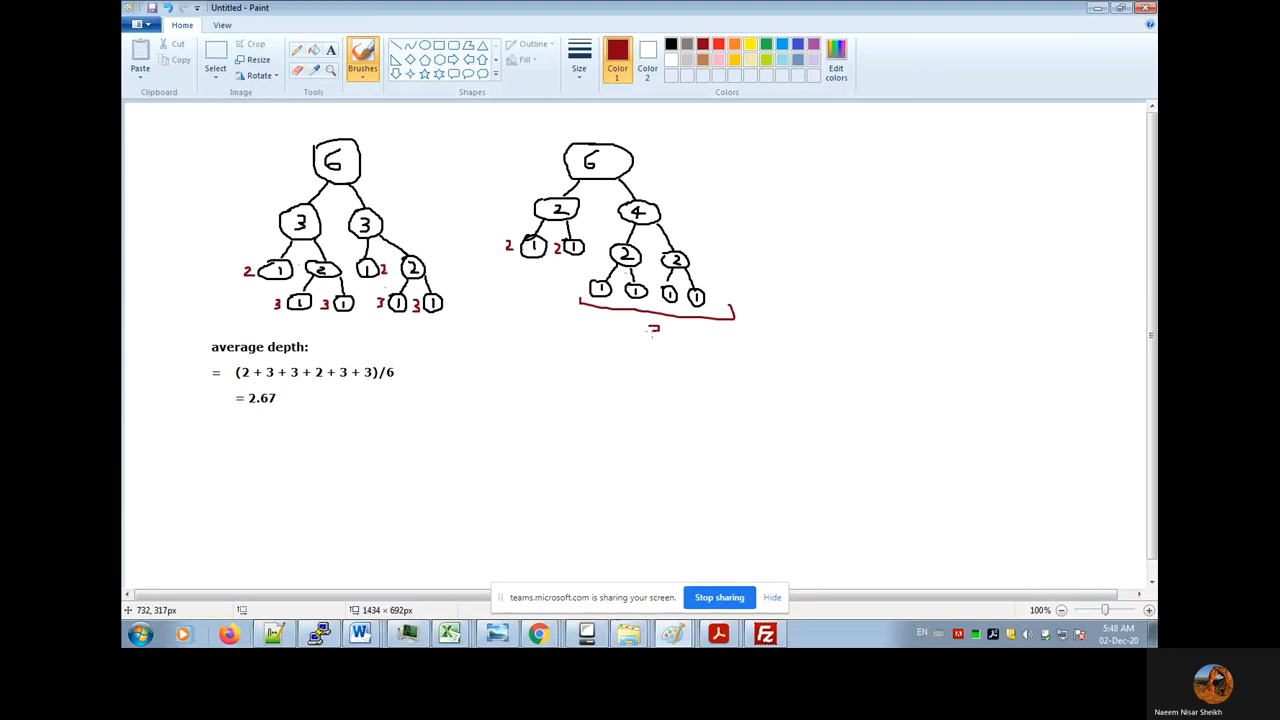 Untitled - Paint
Home View
Paste
Cut
Copy
Select
Crop
Resize
Rotate
Brushes
Size
Outline
Fill
Color 1
Color 2
Edit colors
Clipboard Image Tools Shapes Colors
6 6
3 3 2 4
2 1 2 1 2 2 2 1 2 1 2 2
3 1 3 1 3 1 3 1 1 1 1 1
average depth:
= (2 + 3 + 3 + 2 + 3 + 3)/6
= 2.67
teams.microsoft.com is sharing your screen. Stop sharing Hide
732, 317px 1434 × 692px 100%
EN 5:48 AM
02-Dec-20
Naeem Nisar Sheikh